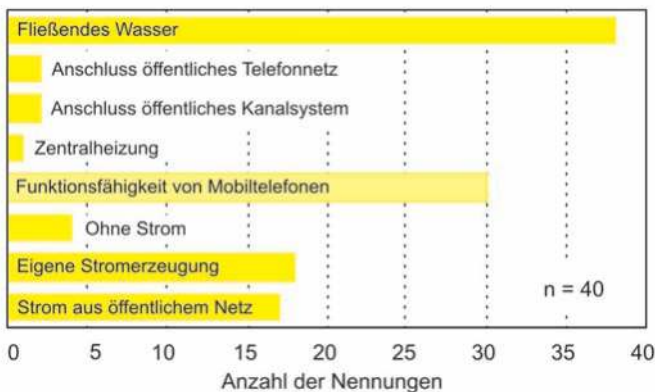 Fließendes Wasser
Anschluss öffentliches Telefonnetz
Anschluss öffentliches Kanalsystem
Zentralheizung
Funktionsfähigkeit von Mobiltelefonen
Ohne Strom
Eigene Stromerzeugung
n = 40
Strom aus öffentlichem Netz
0 5 10 15 20 25 30 35 40
Anzahl der Nennungen